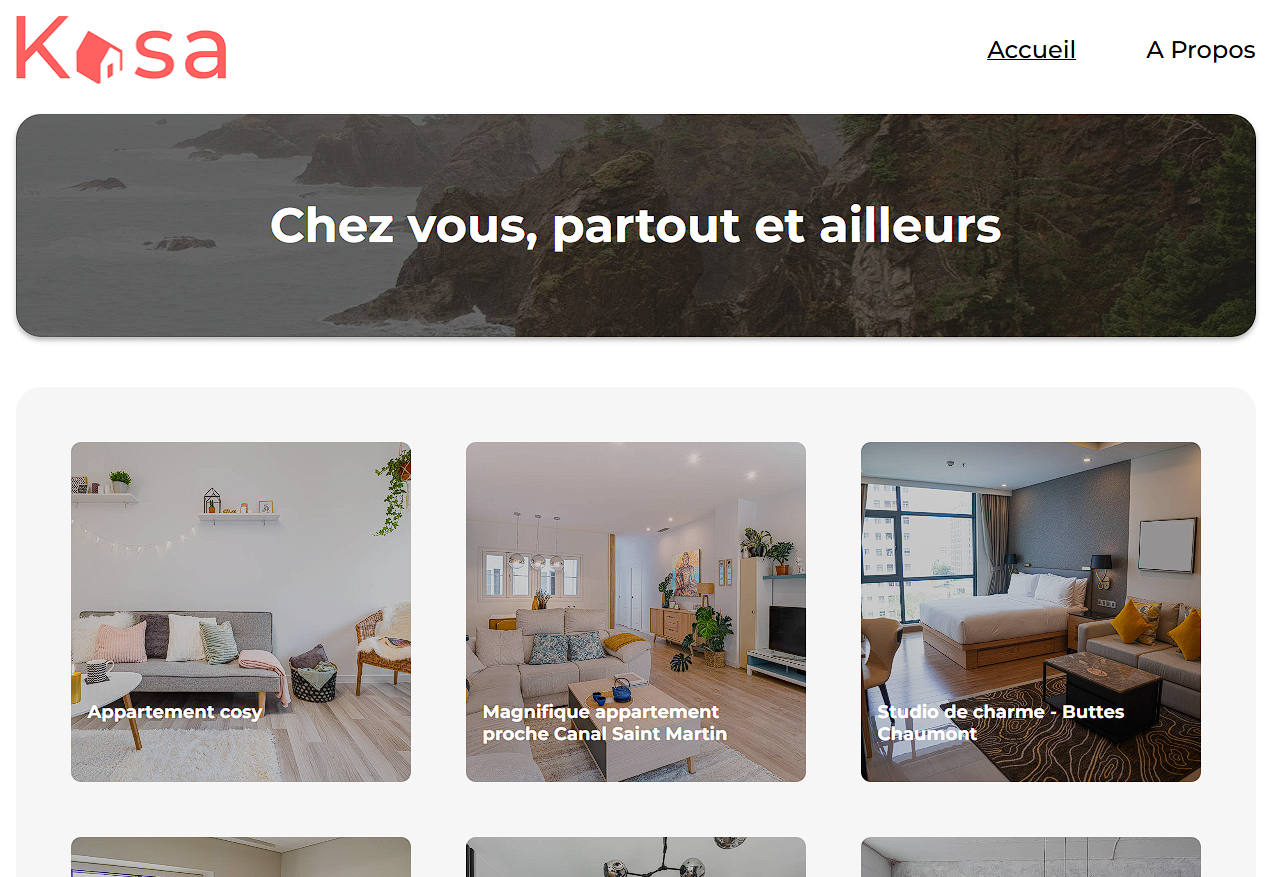 Kasa
Accueil
A Propos
Chez vous, partout et ailleurs
Appartement cosy
Magnifique appartement
proche Canal Saint Martin
Studio de charme - Buttes
Chaumont